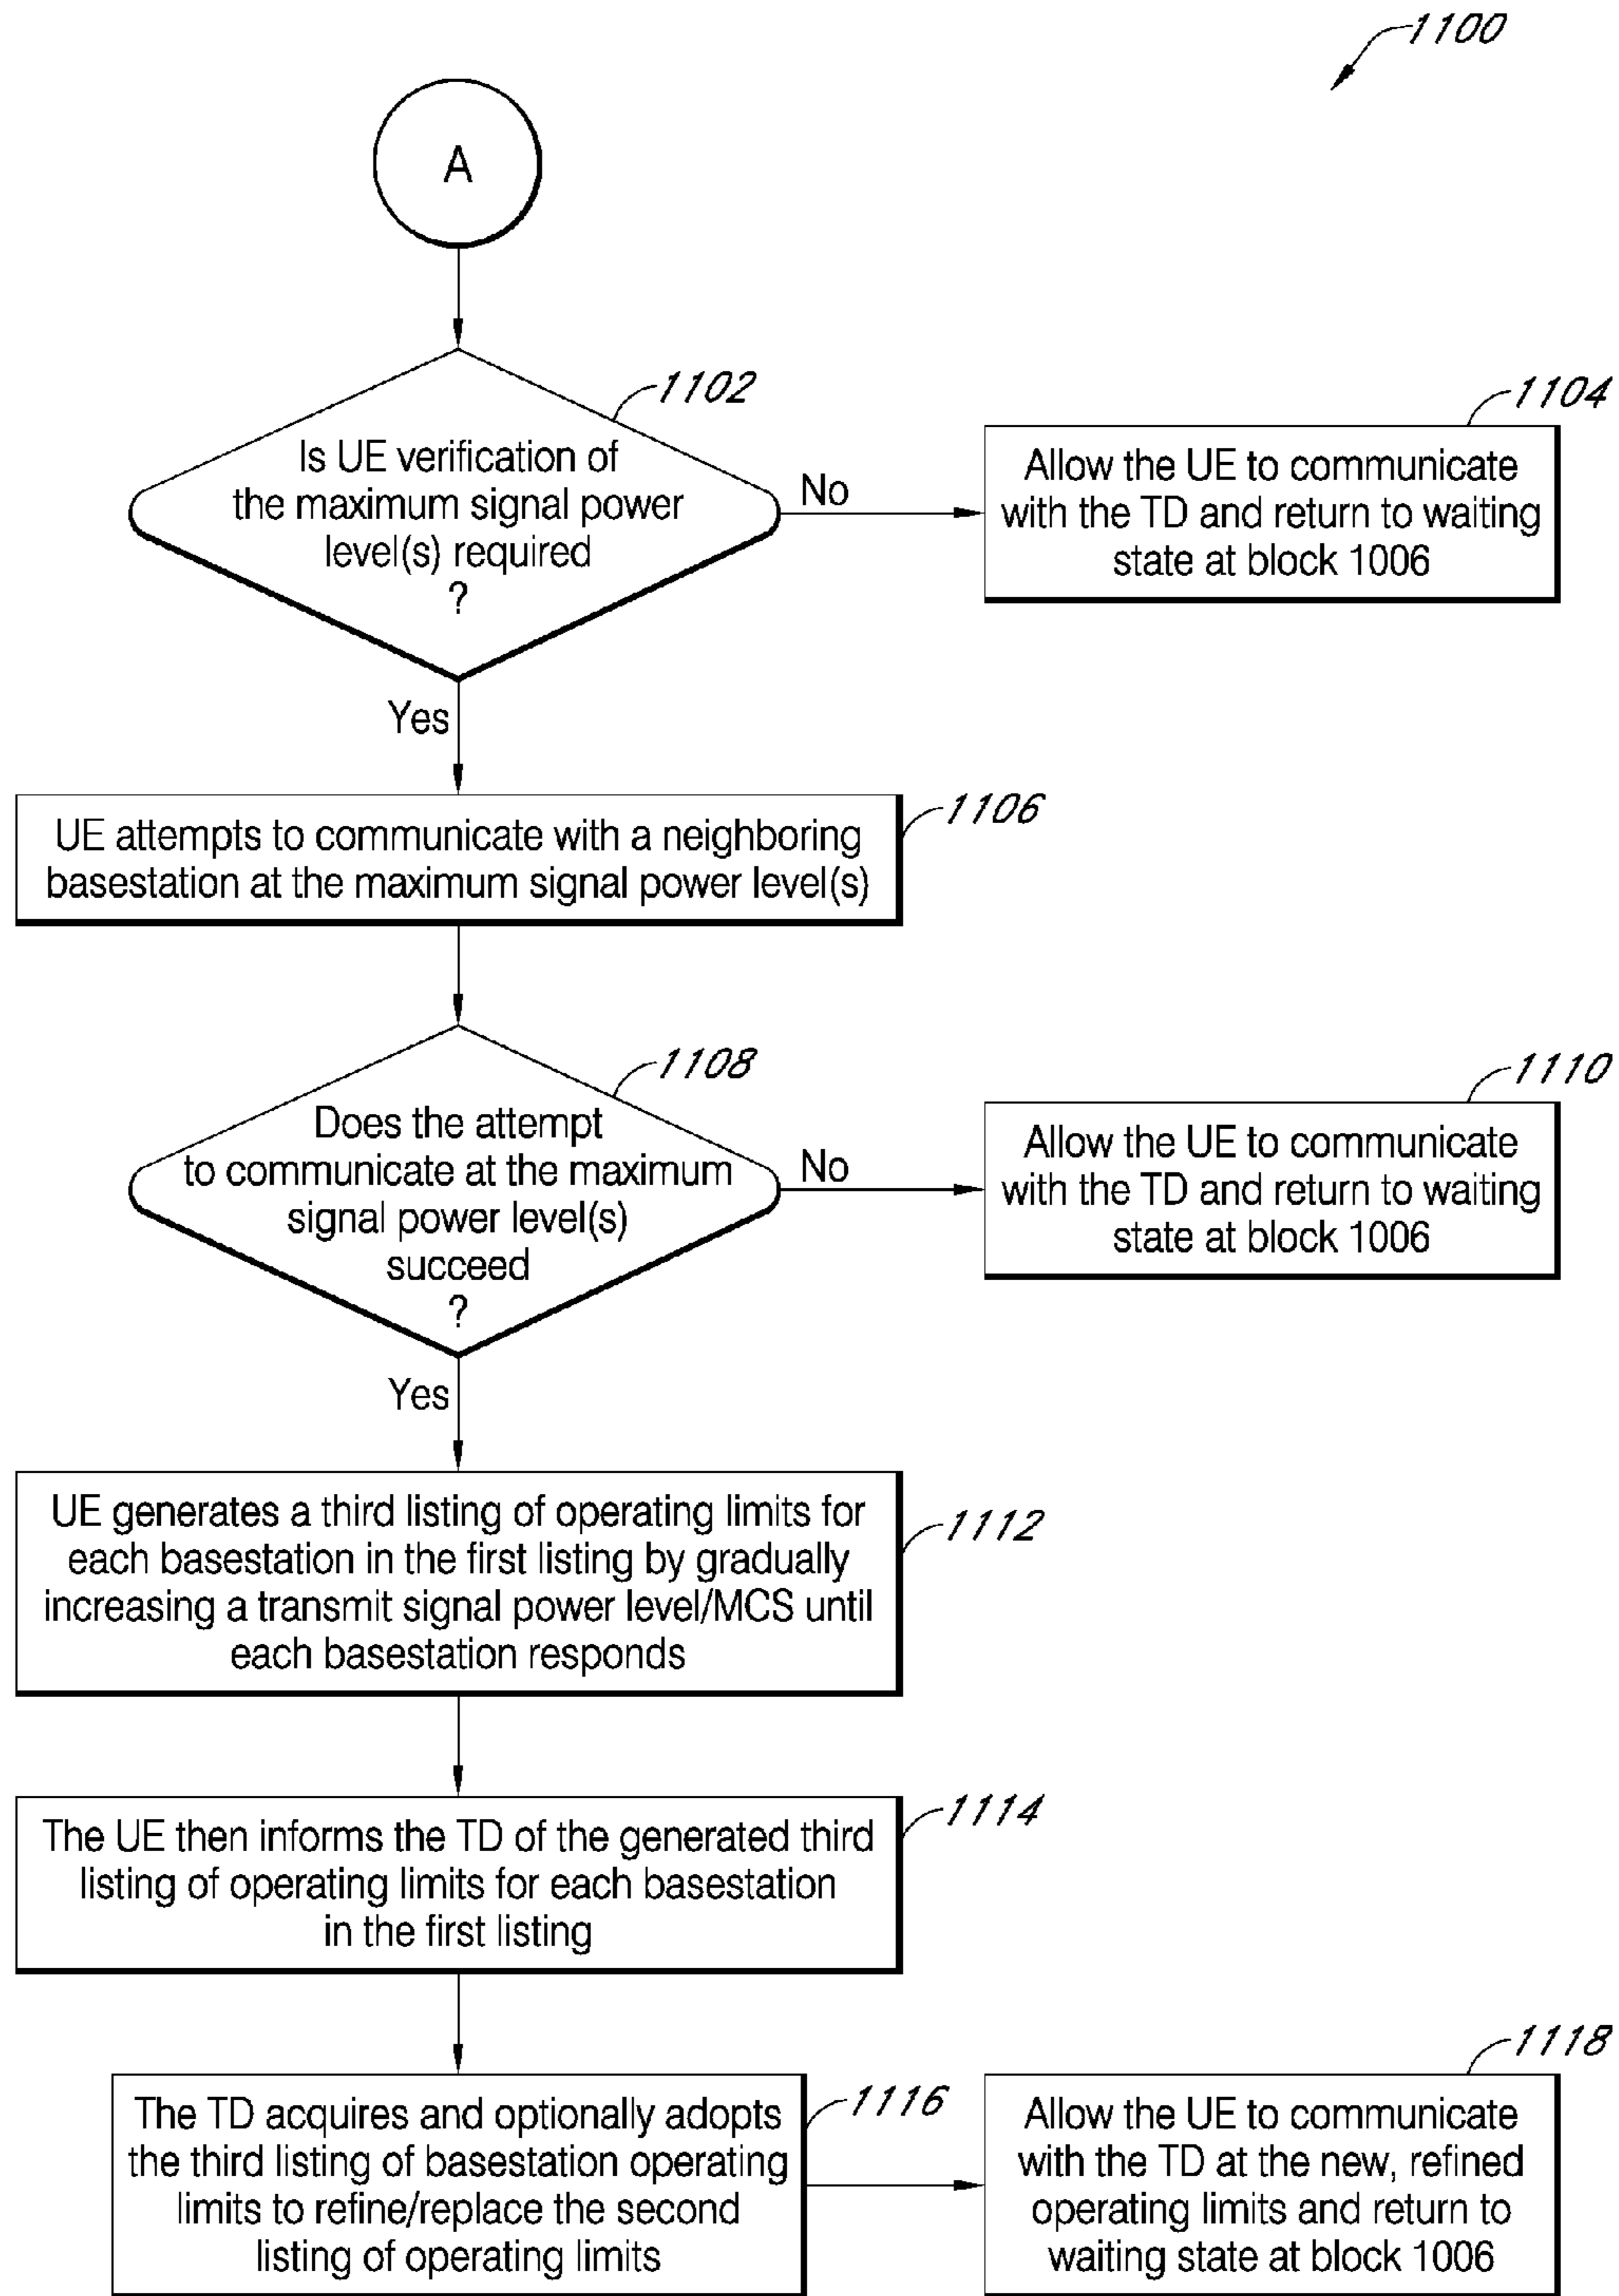 1100
A
1102
Is UE verification of
the maximum signal power
level(s) required
?
No
1104
Allow the UE to communicate
with the TD and return to waiting
state at block 1006
Yes
1106
UE attempts to communicate with a neighboring
basestation at the maximum signal power level(s)
1108
Does the attempt
to communicate at the maximum
signal power level(s)
succeed
?
No
1110
Allow the UE to communicate
with the TD and return to waiting
state at block 1006
Yes
1112
UE generates a third listing of operating limits for
each basestation in the first listing by gradually
increasing a transmit signal power level/MCS until
each basestation responds
1114
The UE then informs the TD of the generated third
listing of operating limits for each basestation
in the first listing
1116
The TD acquires and optionally adopts
the third listing of basestation operating
limits to refine/replace the second
listing of operating limits
1118
Allow the UE to communicate
with the TD at the new, refined
operating limits and return to
waiting state at block 1006